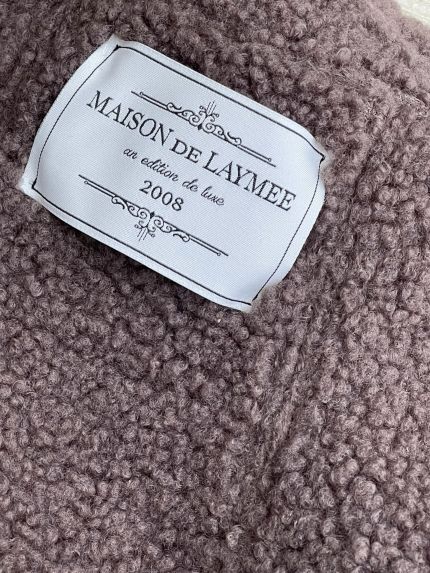 MAISON DE LAYMEE
an edition de luxe
2008